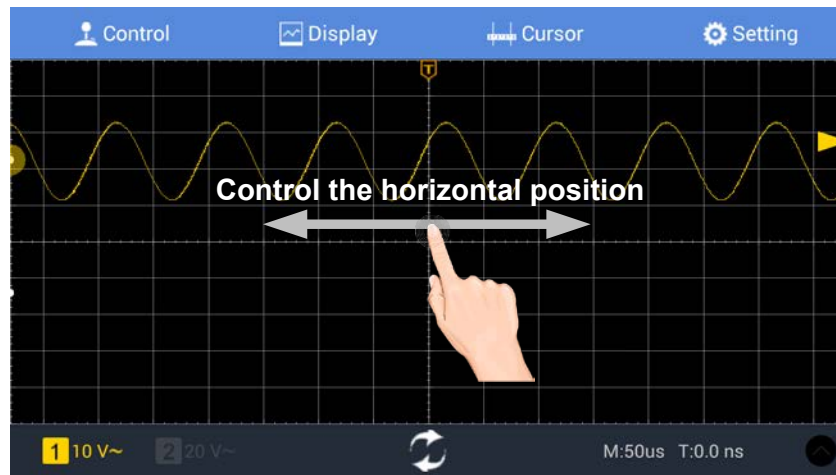 Control Display Cursor Setting
T
Control the horizontal position
1 10 V~ 2 20 V~ M:50us T:0.0 ns